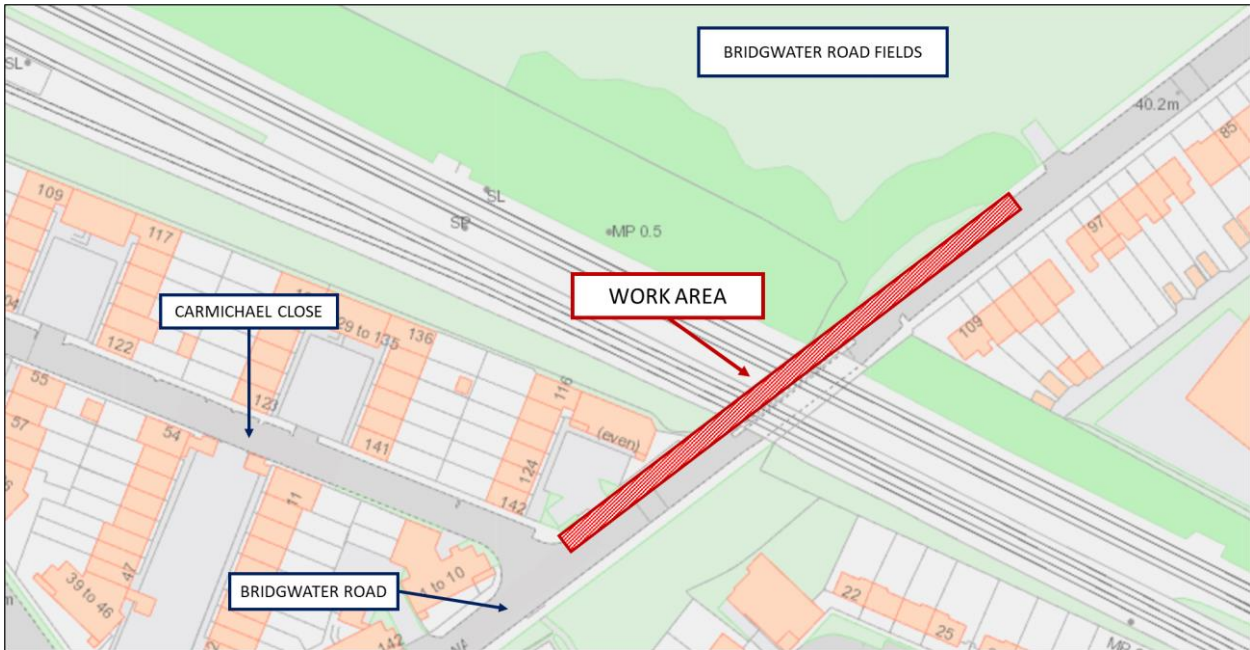 BRIDGWATER ROAD FIELDS
SL
40.2m
85
SL
109
SP
MP 0.5
97
117
WORK AREA
CARMICHAEL CLOSE
29 to 135
136
109
122
55
116
123
57
54
141
(even)
124
11
142
47
39 to 46
1 to 10
BRIDGWATER ROAD
22
25
142